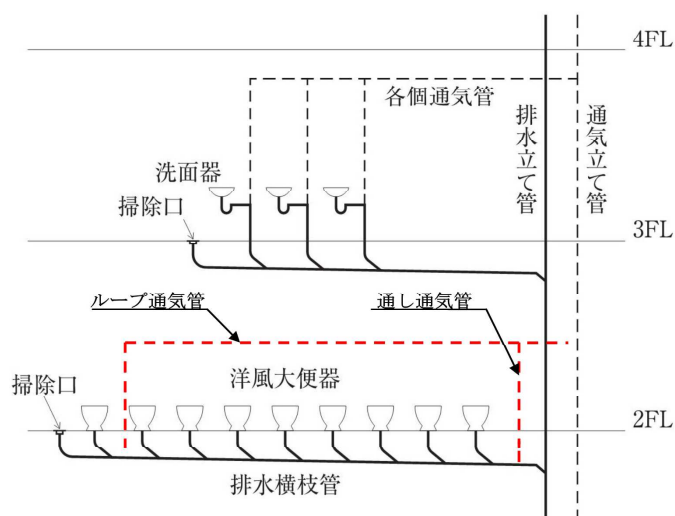 4FL
各個通気管
排水立て管
通気立て管
洗面器
掃除口
3FL
ループ通気管
通し通気管
洋風大便器
掃除口
2FL
排水横枝管